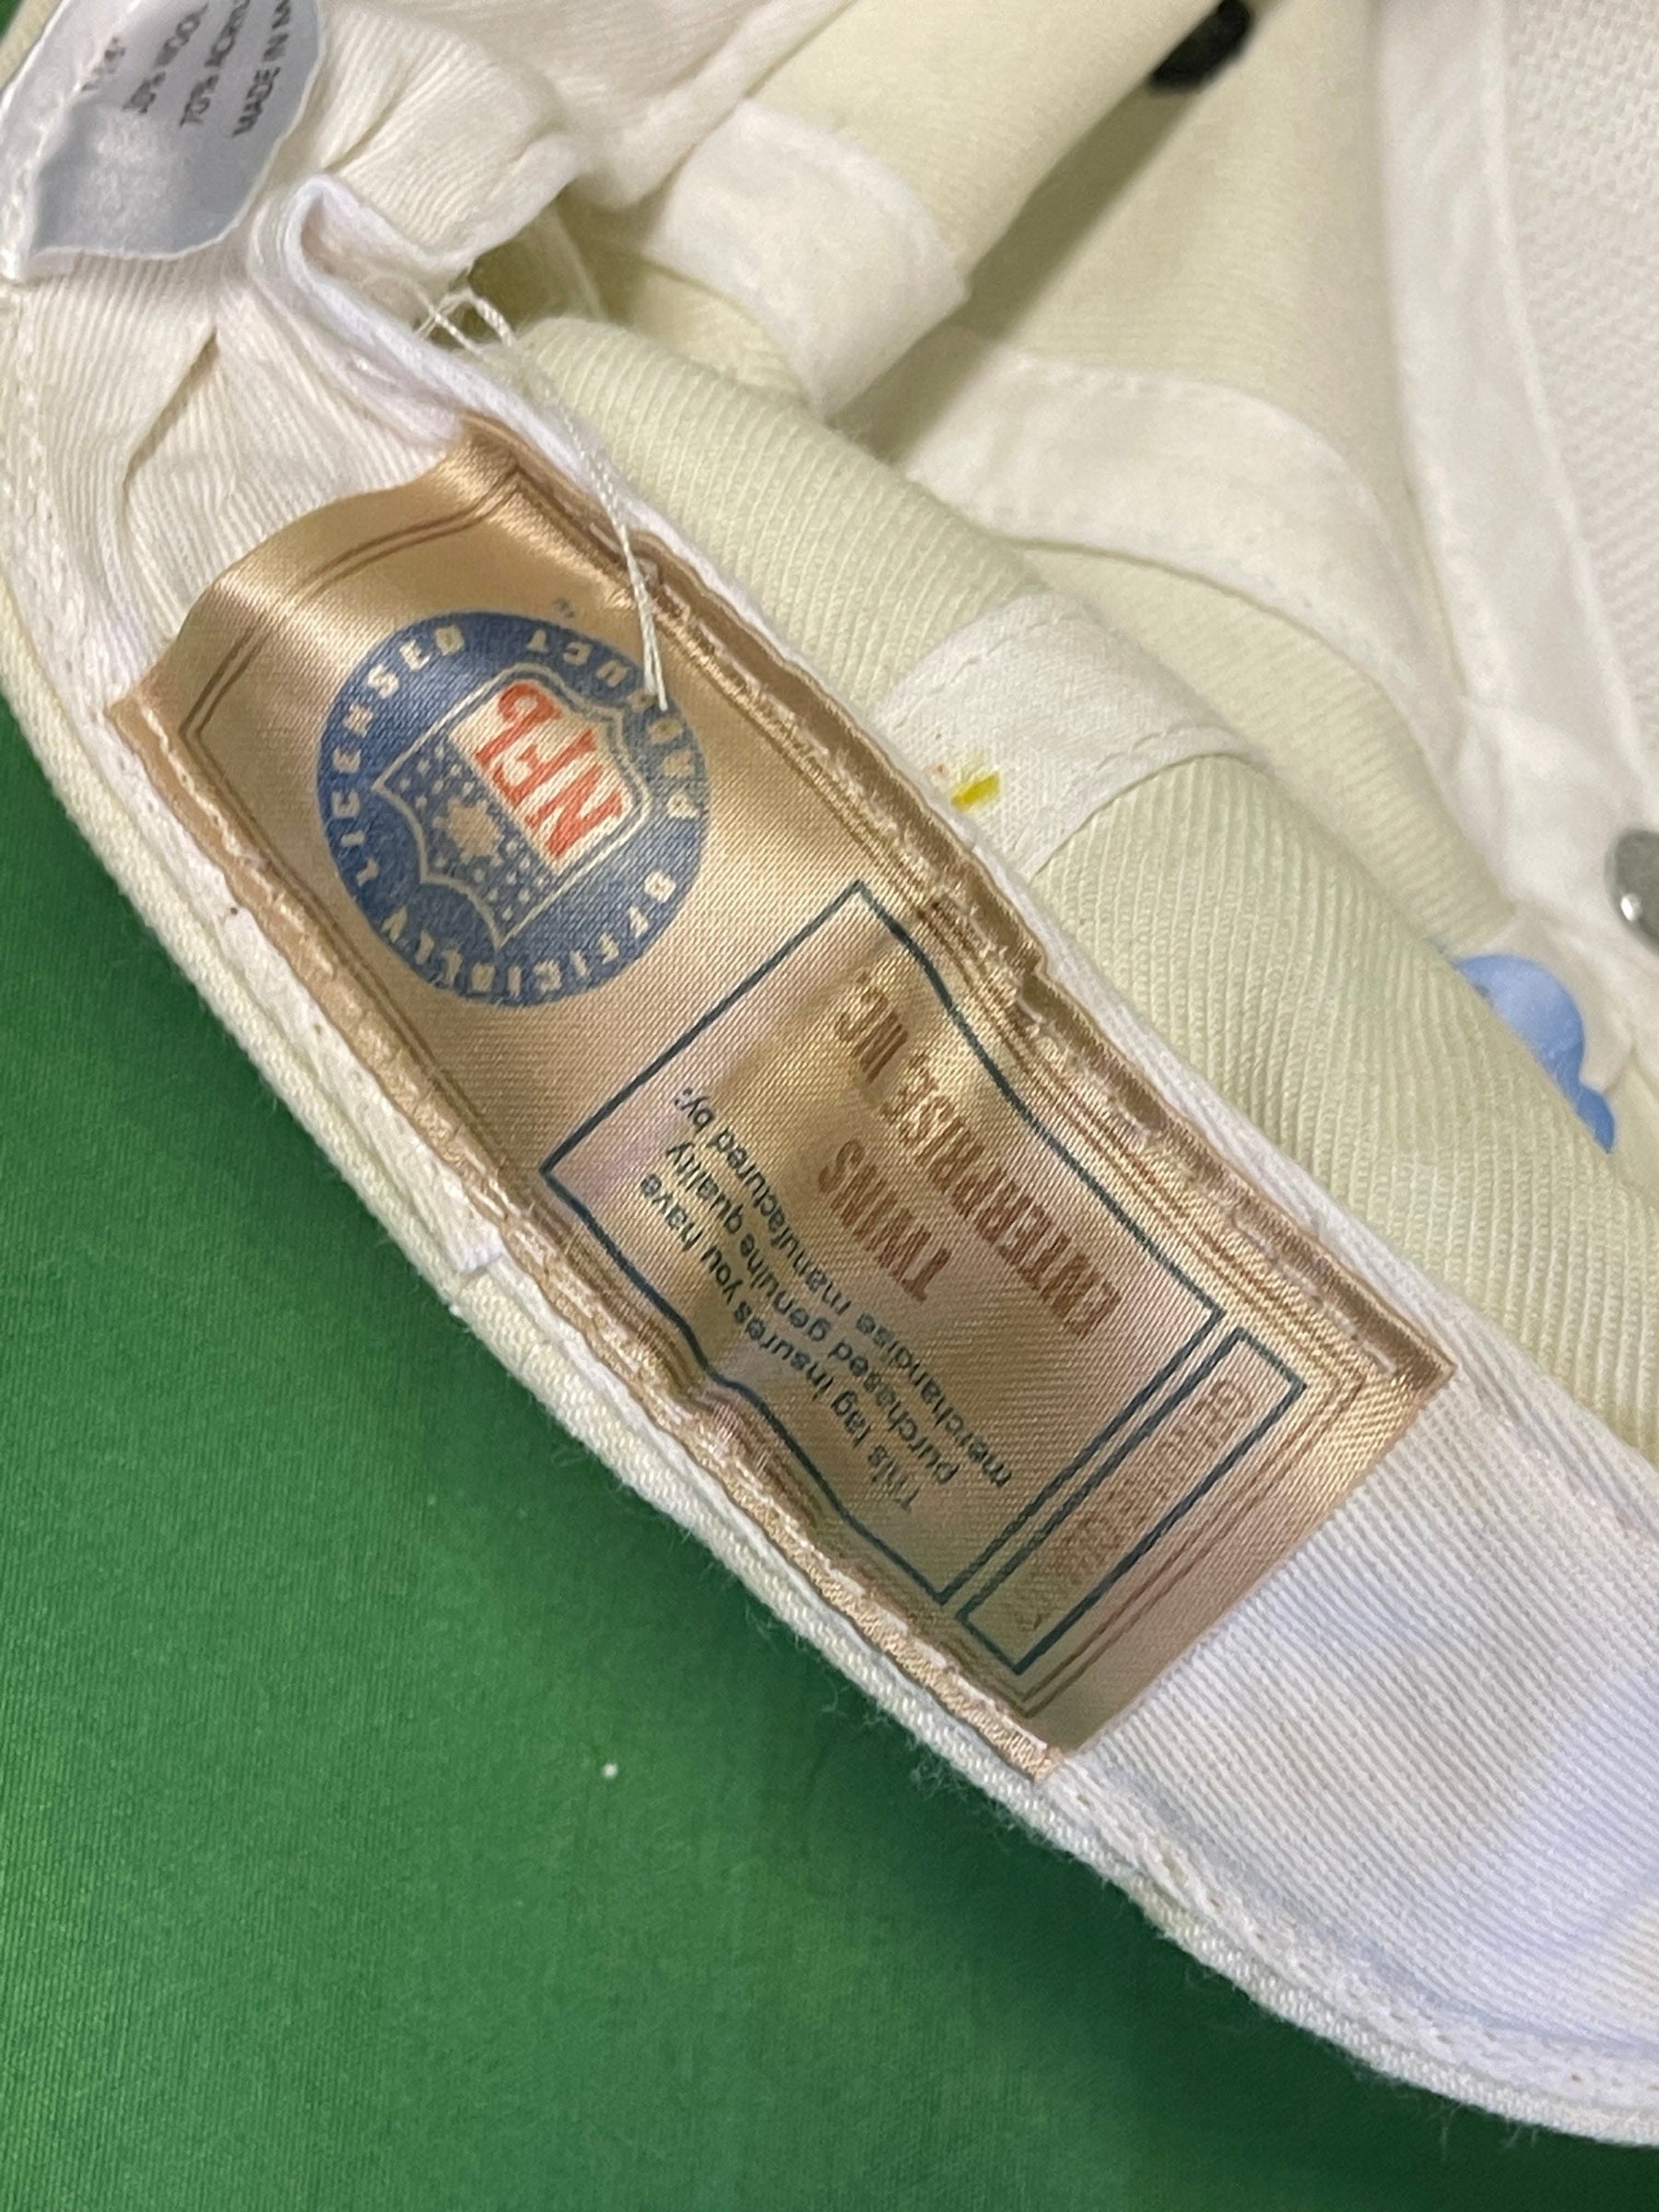 30% WOOL
70% ACRYL
MADE IN M
OFFICIALLY LICENSED PRODUCT
NFL
This tag insures you have
purchased genuine quality
merchandise manufactured by:
TWINS
ENTERPRISE, INC.